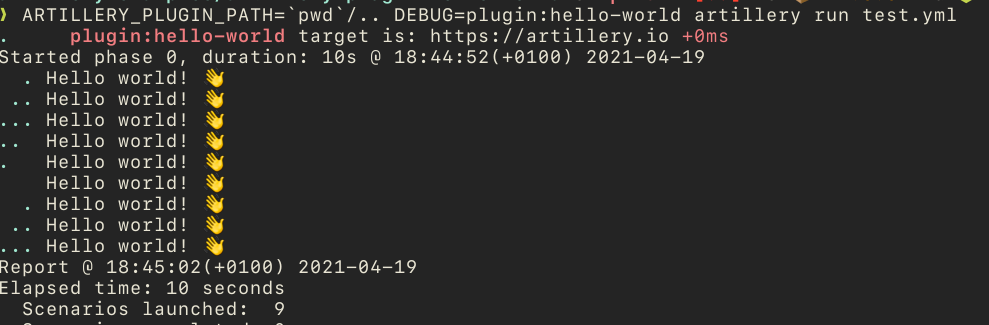 ❯ ARTILLERY_PLUGIN_PATH=`pwd`/.. DEBUG=plugin:hello-world artillery run test.yml
.     plugin:hello-world target is: https://artillery.io +0ms
Started phase 0, duration: 10s @ 18:44:52(+0100) 2021-04-19
  . Hello world! 👋
 .. Hello world! 👋
... Hello world! 👋
..  Hello world! 👋
.   Hello world! 👋
    Hello world! 👋
  . Hello world! 👋
 .. Hello world! 👋
... Hello world! 👋
Report @ 18:45:02(+0100) 2021-04-19
Elapsed time: 10 seconds
  Scenarios launched:  9